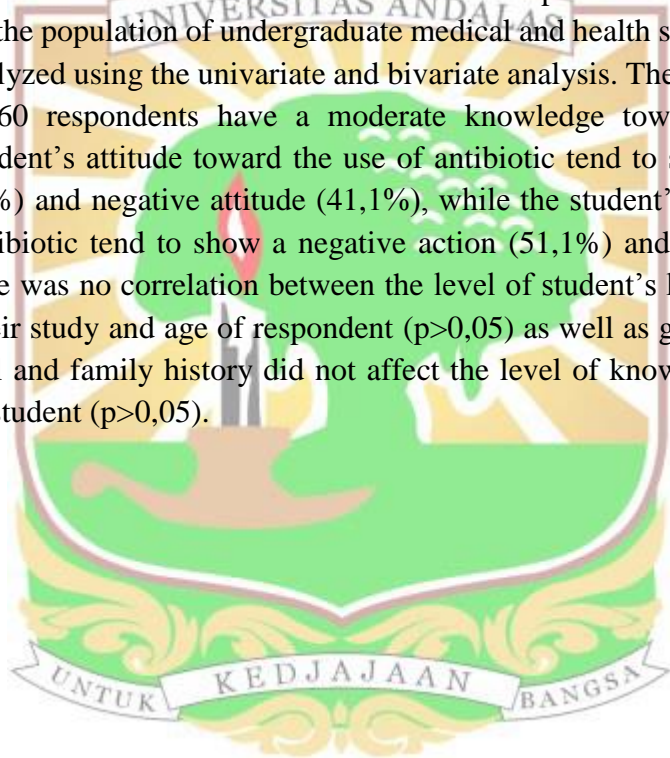 UNIVERSITAS ANDALAS
the population of undergraduate medical and health s
lyzed using the univariate and bivariate analysis. The
60 respondents have a moderate knowledge tow
dent’s attitude toward the use of antibiotic tend to s
%) and negative attitude (41,1%), while the student’
ibiotic tend to show a negative action (51,1%) and
e was no correlation between the level of student’s
eir study and age of respondent (p>0,05) as well as g
and family history did not affect the level of know
student (p>0,05).
UNTUK KEDJAJAAN BANGSA